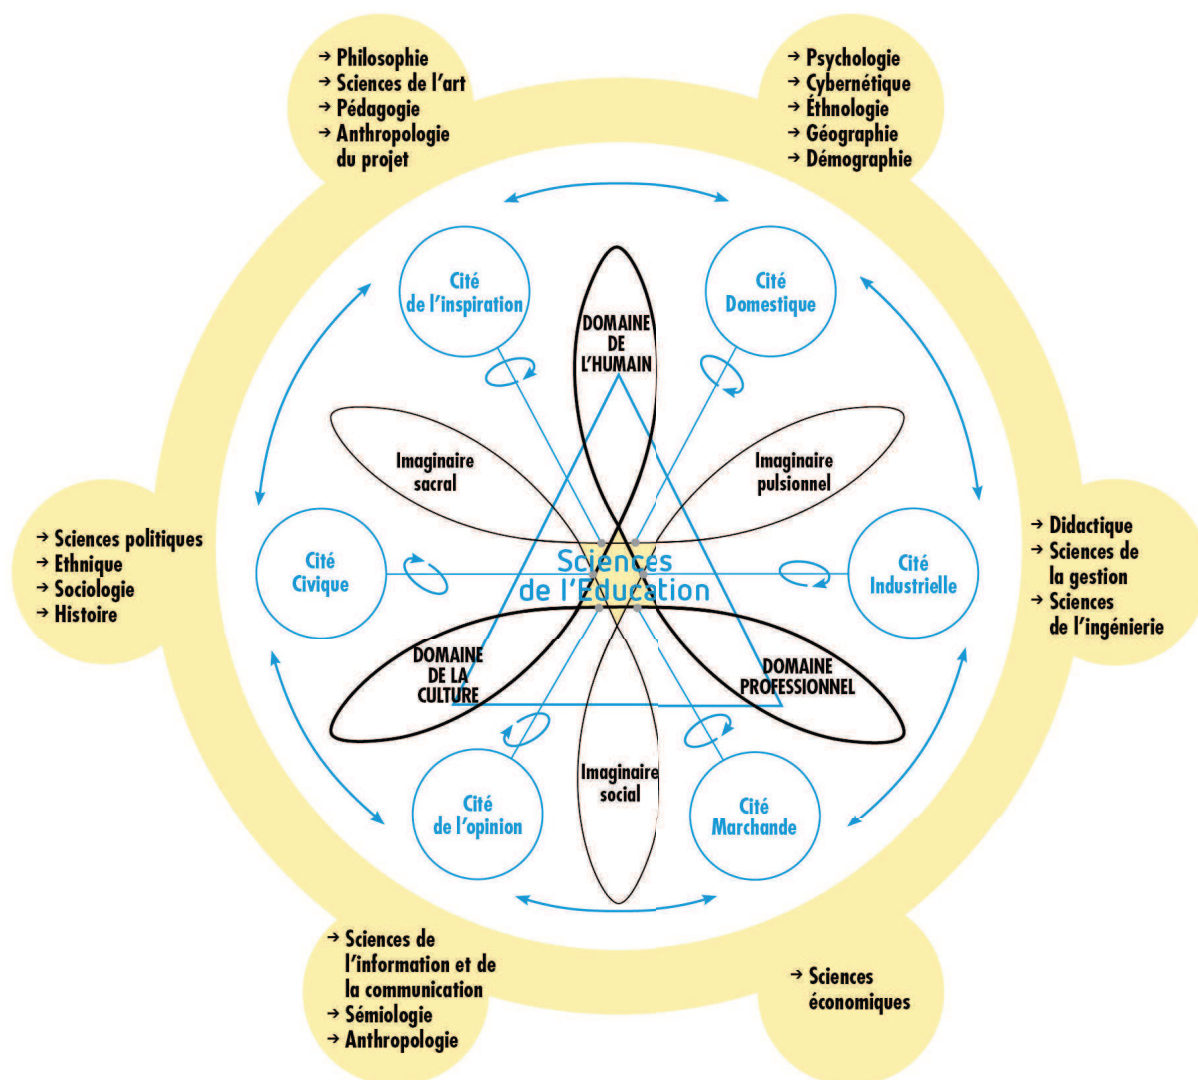 → Philosophie
→ Sciences de l'art
→ Pédagogie
→ Anthropologie
du projet
→ Psychologie
→ Cybernétique
→ Éthnologie
→ Géographie
→ Démographie
Cité
de l'inspiration
Cité
Domestique
DOMAINE
DE
L'HUMAIN
Imaginaire
sacral
Imaginaire
pulsionnel
→ Sciences politiques
→ Ethnique
→ Sociologie
→ Histoire
Cité
Civique
Sciences
de l'Education
Cité
Industrielle
→ Didactique
→ Sciences de
la gestion
→ Sciences
de l'ingénierie
DOMAINE
DE LA
CULTURE
DOMAINE
PROFESSIONNEL
Imaginaire
social
Cité
de l'opinion
Cité
Marchande
→ Sciences de
l'information et de
la communication
→ Sémiologie
→ Anthropologie
→ Sciences
économiques